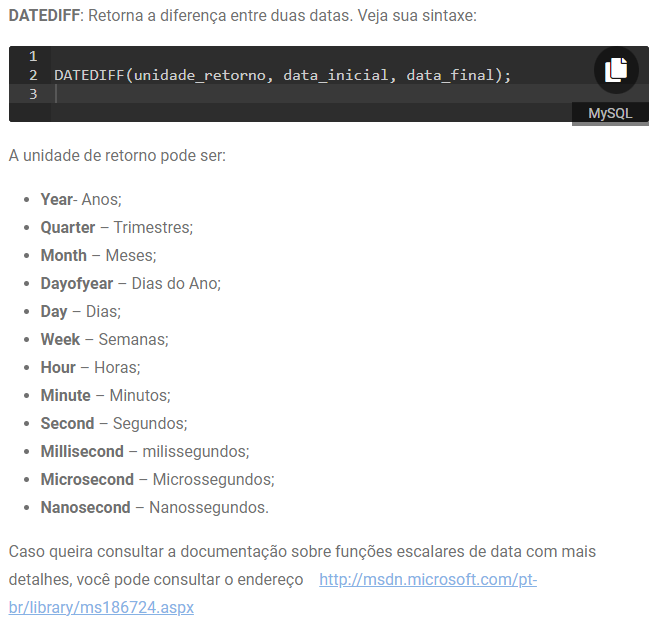 DATEDIFF: Retorna a diferença entre duas datas. Veja sua sintaxe:
1
2 DATEDIFF(unidade_retorno, data_inicial, data_final);
3
MySQL
A unidade de retorno pode ser:
• Year- Anos;
• Quarter – Trimestres;
• Month – Meses;
• Dayofyear – Dias do Ano;
• Day – Dias;
• Week – Semanas;
• Hour – Horas;
• Minute – Minutos;
• Second – Segundos;
• Millisecond – milissegundos;
• Microsecond – Microssegundos;
• Nanosecond – Nanossegundos.
Caso queira consultar a documentação sobre funções escalares de data com mais
detalhes, você pode consultar o endereço http://msdn.microsoft.com/pt-
br/library/ms186724.aspx